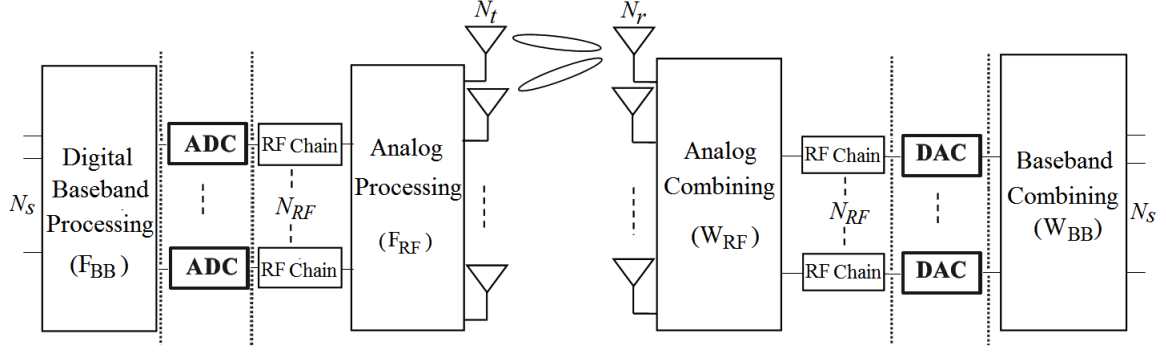 N_t
N_r
N_s
Digital
Baseband
Processing
(F_BB)
ADC
ADC
RF Chain
N_RF
RF Chain
Analog
Processing
(F_RF)
Analog
Combining
(W_RF)
RF Chain
N_RF
RF Chain
DAC
DAC
Baseband
Combining
(W_BB)
N_s